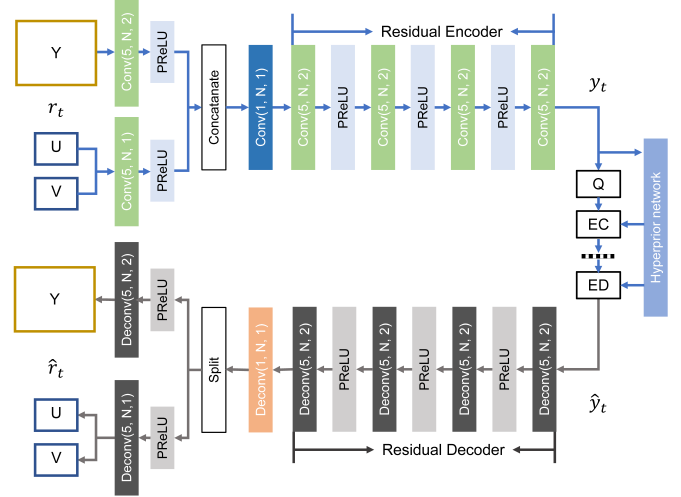 Residual Encoder
Y
Conv(5, N, 2)
PReLU
r_t
U
V
Conv(5, N, 1)
PReLU
Concatanate
Conv(1, N, 1)
Conv(5, N, 2)
PReLU
Conv(5, N, 2)
PReLU
Conv(5, N, 2)
PReLU
Conv(5, N, 2)
y_t
Q
EC
ED
Hyperprior network
Y
Deconv(5, N, 2)
PReLU
r̂_t
U
V
Deconv(5, N,1)
PReLU
Split
Deconv(1, N, 1)
Deconv(5, N, 2)
PReLU
Deconv(5, N, 2)
PReLU
Deconv(5, N, 2)
PReLU
Deconv(5, N, 2)
ŷ_t
Residual Decoder